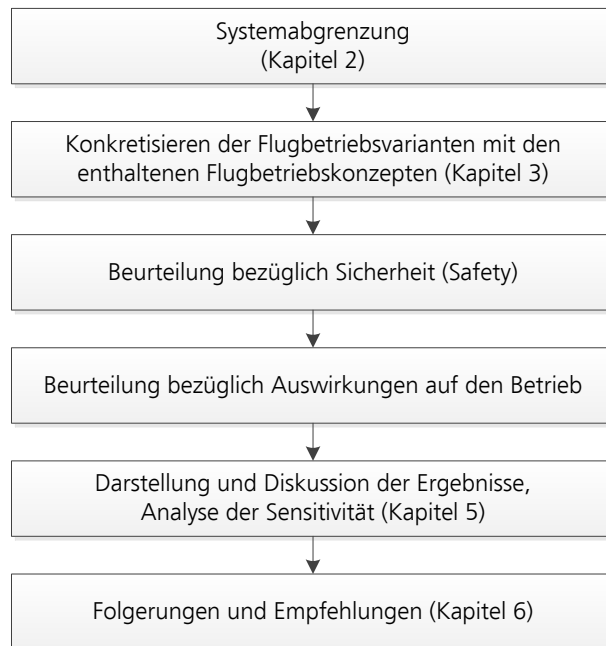 Systemabgrenzung
(Kapitel 2)
Konkretisieren der Flugbetriebsvarianten mit den
enthaltenen Flugbetriebskonzepten (Kapitel 3)
Beurteilung bezüglich Sicherheit (Safety)
Beurteilung bezüglich Auswirkungen auf den Betrieb
Darstellung und Diskussion der Ergebnisse,
Analyse der Sensitivität (Kapitel 5)
Folgerungen und Empfehlungen (Kapitel 6)